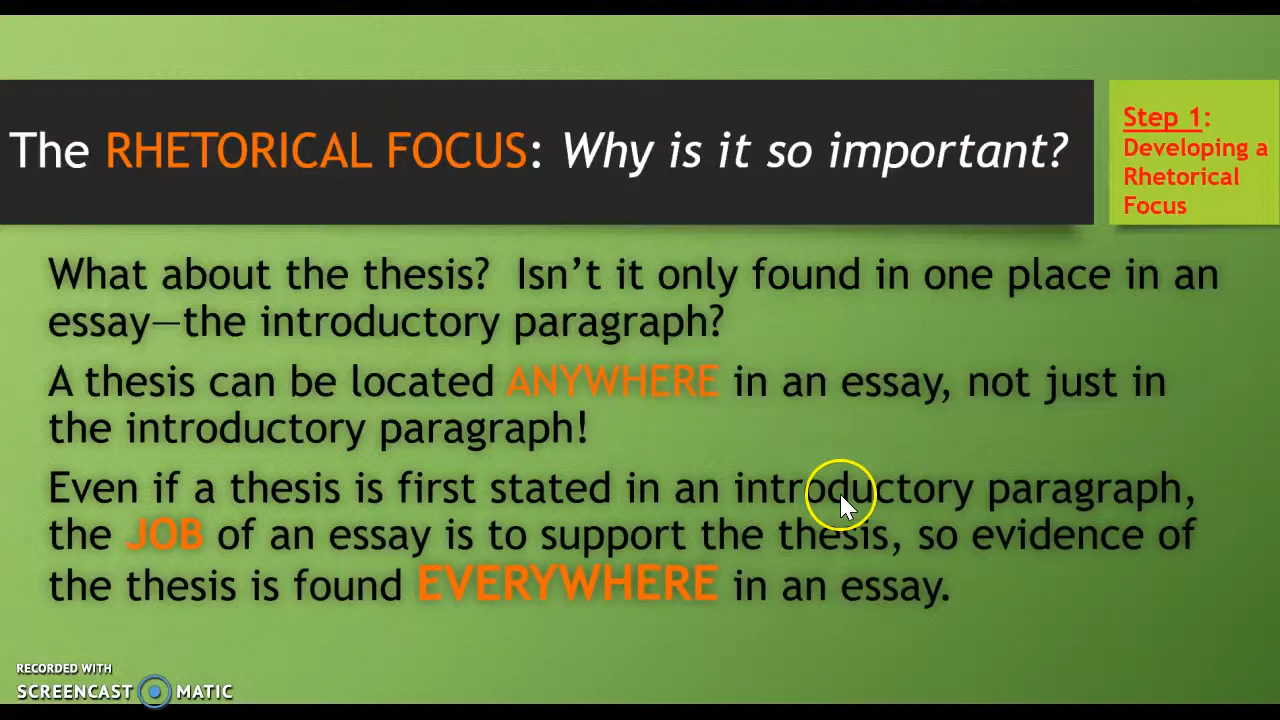 The RHETORICAL FOCUS: Why is it so important?
Step 1:
Developing a
Rhetorical
Focus
What about the thesis?  Isn’t it only found in one place in an
essay—the introductory paragraph?
A thesis can be located ANYWHERE in an essay, not just in
the introductory paragraph!
Even if a thesis is first stated in an introductory paragraph,
the JOB of an essay is to support the thesis, so evidence of
the thesis is found EVERYWHERE in an essay.
RECORDED WITH
SCREENCAST MATIC